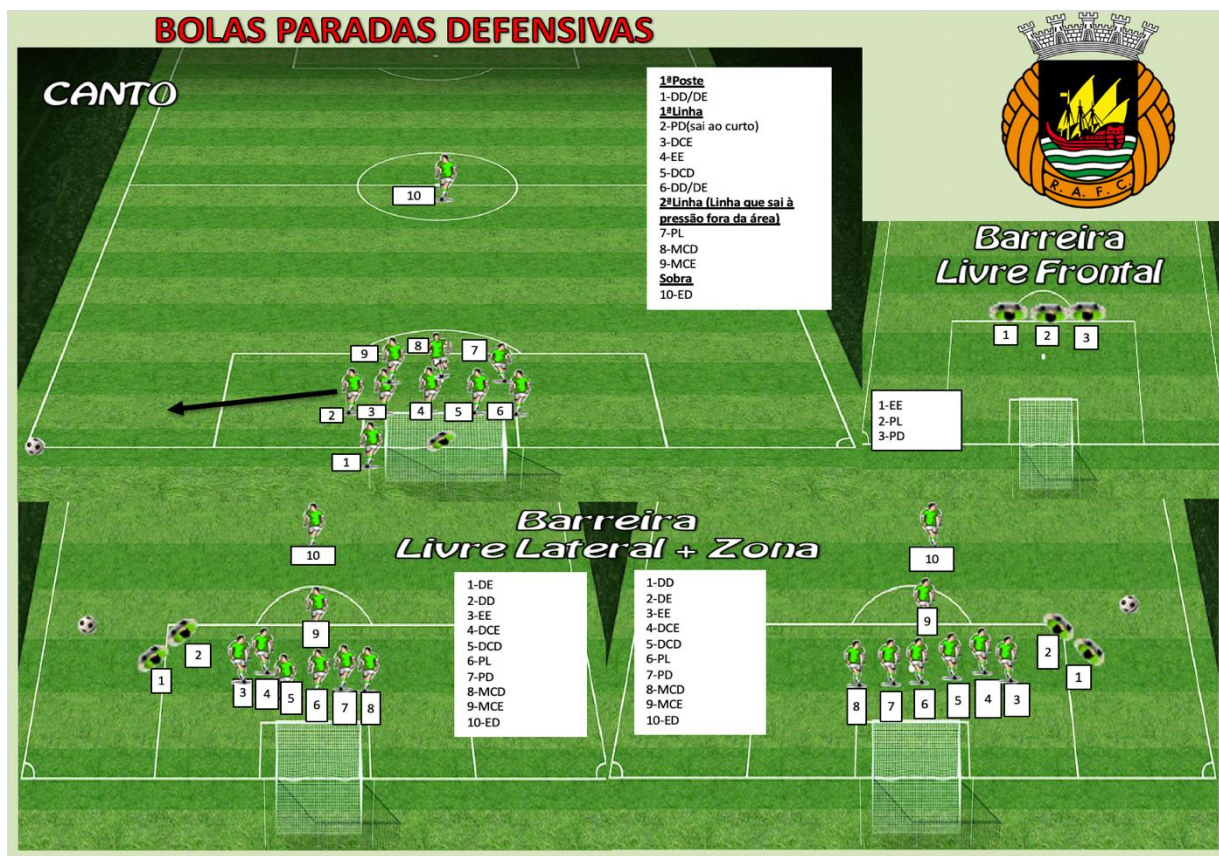 BOLAS PARADAS DEFENSIVAS
CANTO
1ªPoste
1-DD/DE
1ªLinha
2-PD(sai ao curto)
3-DCE
4-EE
5-DCD
6-DD/DE
2ªLinha (Linha que sai à
pressão fora da área)
7-PL
8-MCD
9-MCE
Sobra
10-ED
10
9
8
7
2
3
4
5
6
1
R. A. F. C.
Barreira
Livre Frontal
1
2
3
1-EE
2-PL
3-PD
Barreira
Livre Lateral + Zona
10
9
2
1
3
4
5
6
7
8
1-DE
2-DD
3-EE
4-DCE
5-DCD
6-PL
7-PD
8-MCD
9-MCE
10-ED
1-DD
2-DE
3-EE
4-DCE
5-DCD
6-PL
7-PD
8-MCD
9-MCE
10-ED
10
9
2
1
8
7
6
5
4
3